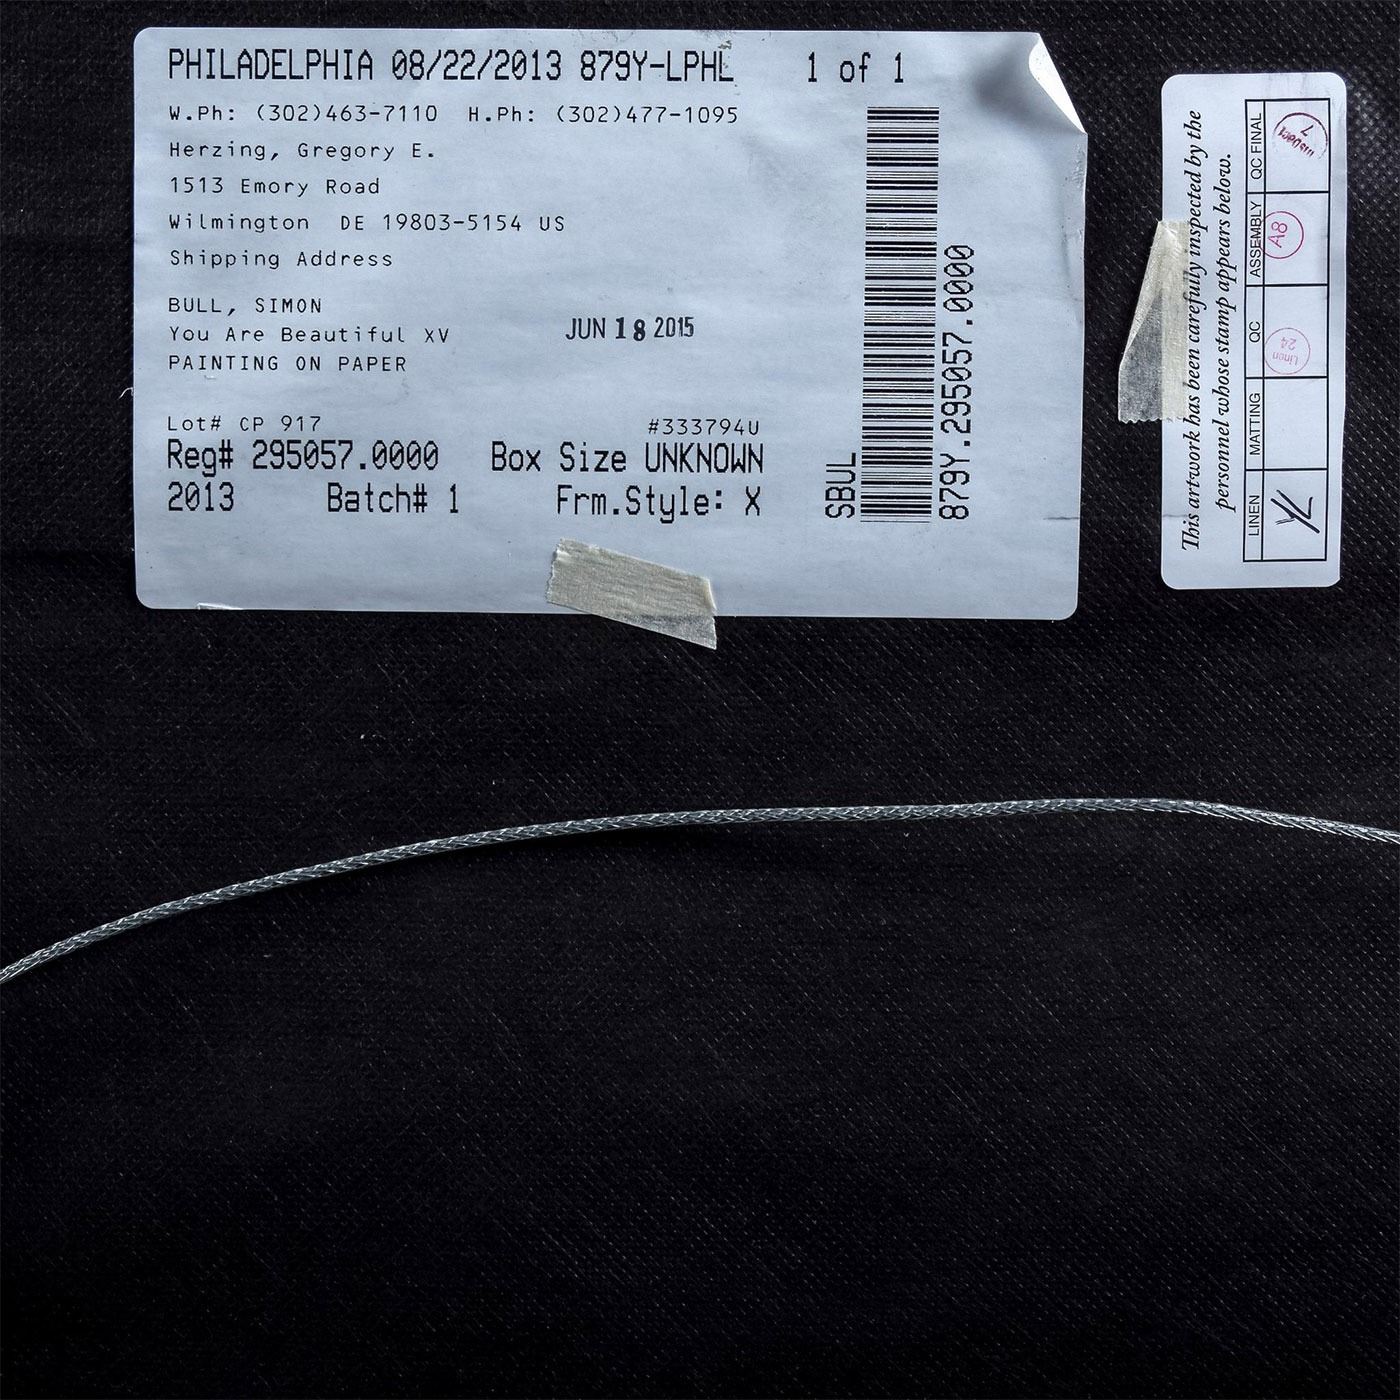 PHILADELPHIA 08/22/2013 879Y-LPHL 1 of 1
W.Ph: (302)463-7110 H.Ph: (302)477-1095
Herzing, Gregory E.
1513 Emory Road
Wilmington DE 19803-5154 US
Shipping Address
BULL, SIMON
You Are Beautiful XV
JUN 18 2015
PAINTING ON PAPER
Lot# CP 917 #333794U
Reg# 295057.0000 Box Size UNKNOWN
2013 Batch# 1 Frm.Style: X
SBUL
879Y.295057.0000
This artwork has been carefully inspected by the
personnel whose stamp appears below.
LINEN MATTING QC ASSEMBLY QC FINAL
Linen
24
A8
7